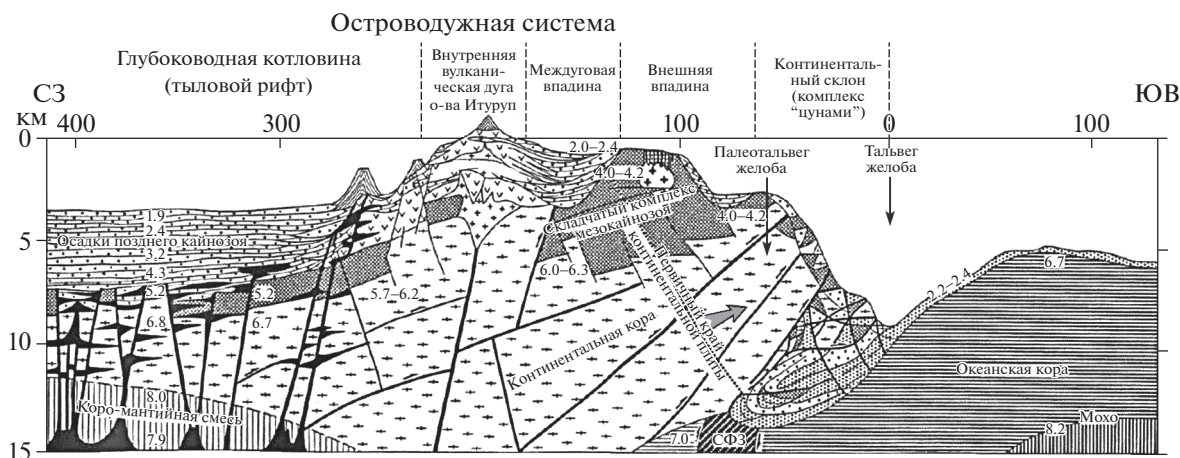 Островодужная система
Глубоководная котловина
(тыловой рифт)
Внутренняя
вулкани-
ческая дуга
о-ва Итуруп
Междуговая
впадина
Внешняя
впадина
Континенталь-
ный склон
(комплекс
“цунами”)
СЗ
ЮВ
км
400
300
100
0
100
0
5
10
15
Палеотальвег
желоба
Тальвег
желоба
2.0–2.4
4.0–4.2
4.0–4.2
Складчатый комплекс
мезокайнозоя
1.9
2.4
Осадки позднего кайнозоя
3.2
4.3
5.2
5.2
6.8
6.7
5.7–6.2
6.0–6.3
Первичный край
континентальной плиты
Континентальная кора
2.2–2.4
6.7
Океанская кора
8.0
Коро-мантийная смесь
7.9
7.0
СФЗ
Мохо
8.2